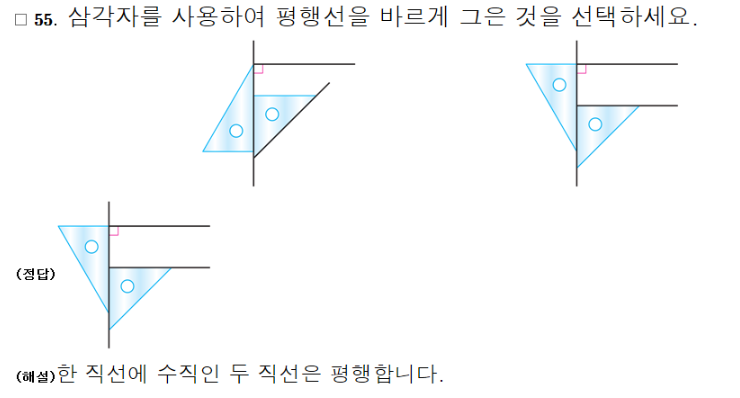 □ 55. 삼각자를 사용하여 평행선을 바르게 그은 것을 선택하세요.
(정답)
(해설)한 직선에 수직인 두 직선은 평행합니다.